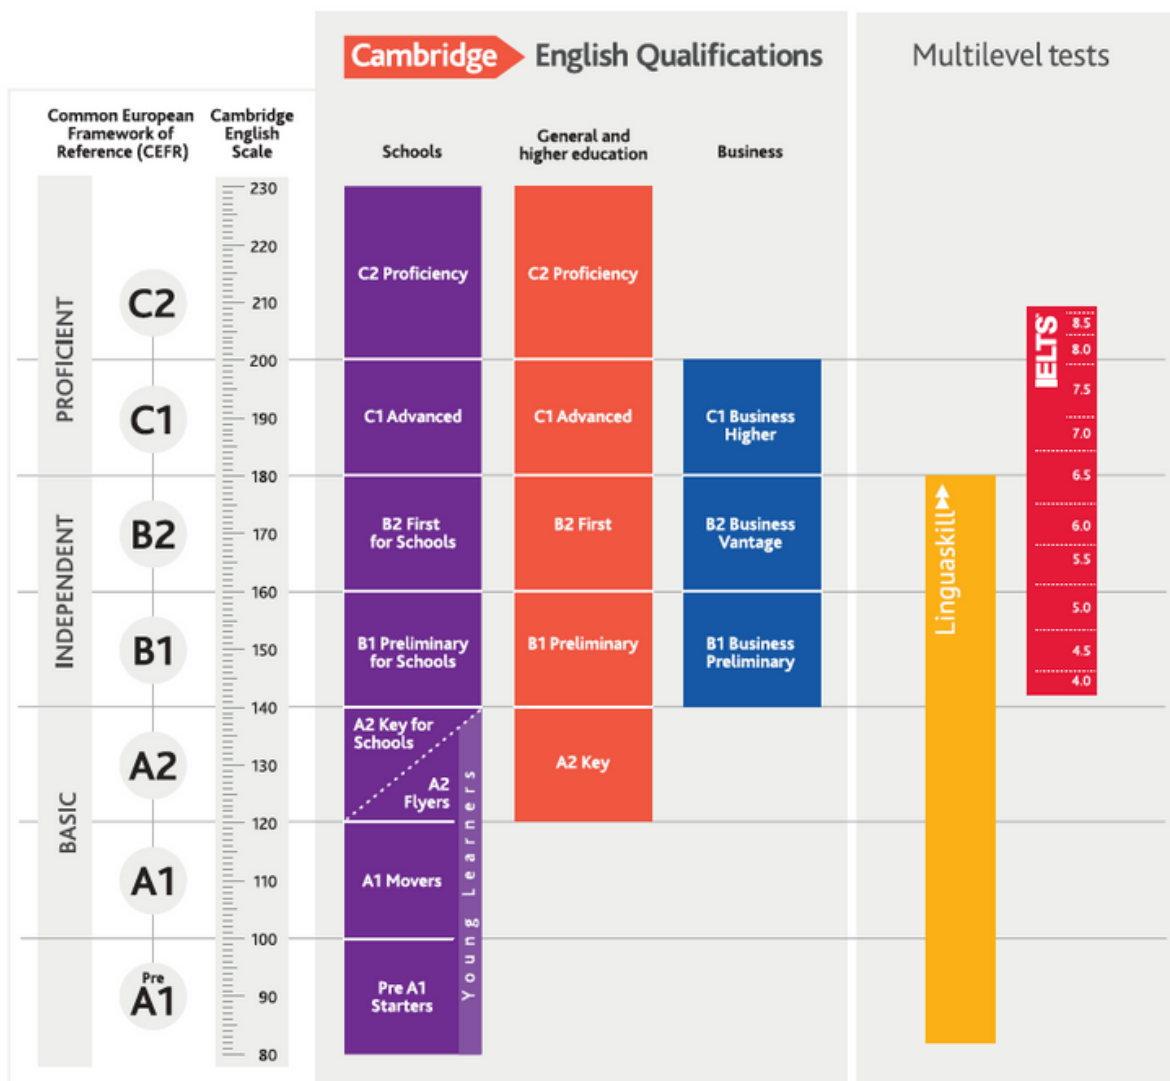 Cambridge English Qualifications
Multilevel tests
Common European
Framework of
Reference (CEFR)
Cambridge
English
Scale
Schools
General and
higher education
Business
PROFICIENT
INDEPENDENT
BASIC
C2
C1
B2
B1
A2
A1
Pre
A1
230
220
210
200
190
180
170
160
150
140
130
120
110
100
90
80
C2 Proficiency
C1 Advanced
B2 First
for Schools
B1 Preliminary
for Schools
A2 Key for
Schools
A2
Flyers
A1 Movers
Pre A1
Starters
Young Learners
C2 Proficiency
C1 Advanced
B2 First
B1 Preliminary
A2 Key
C1 Business
Higher
B2 Business
Vantage
B1 Business
Preliminary
Linguaskill
IELTS
8.5
8.0
7.5
7.0
6.5
6.0
5.5
5.0
4.5
4.0